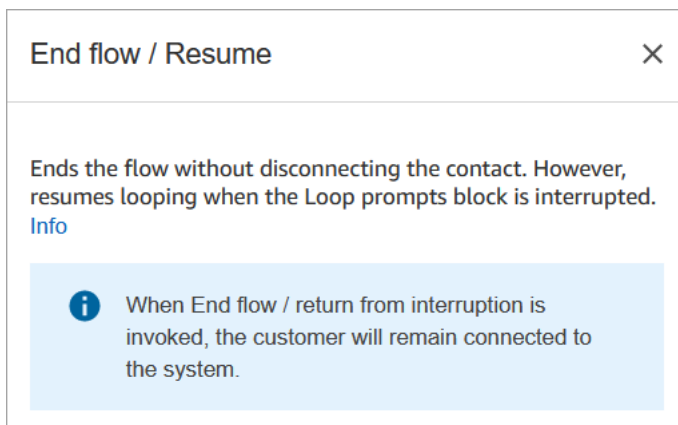 End flow / Resume
Ends the flow without disconnecting the contact. However,
resumes looping when the Loop prompts block is interrupted.
Info
When End flow / return from interruption is
invoked, the customer will remain connected to
the system.